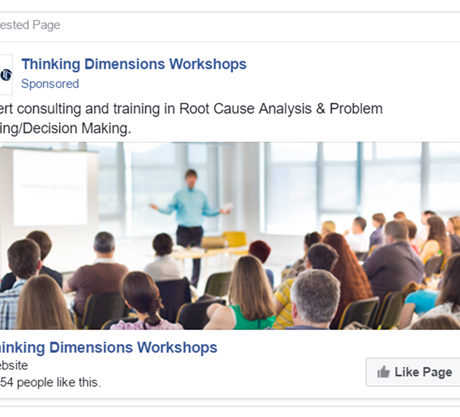 ested Page
Thinking Dimensions Workshops
Sponsored
ert consulting and training in Root Cause Analysis & Problem
ing/Decision Making.
inking Dimensions Workshops
ebsite
54 people like this.
Like Page